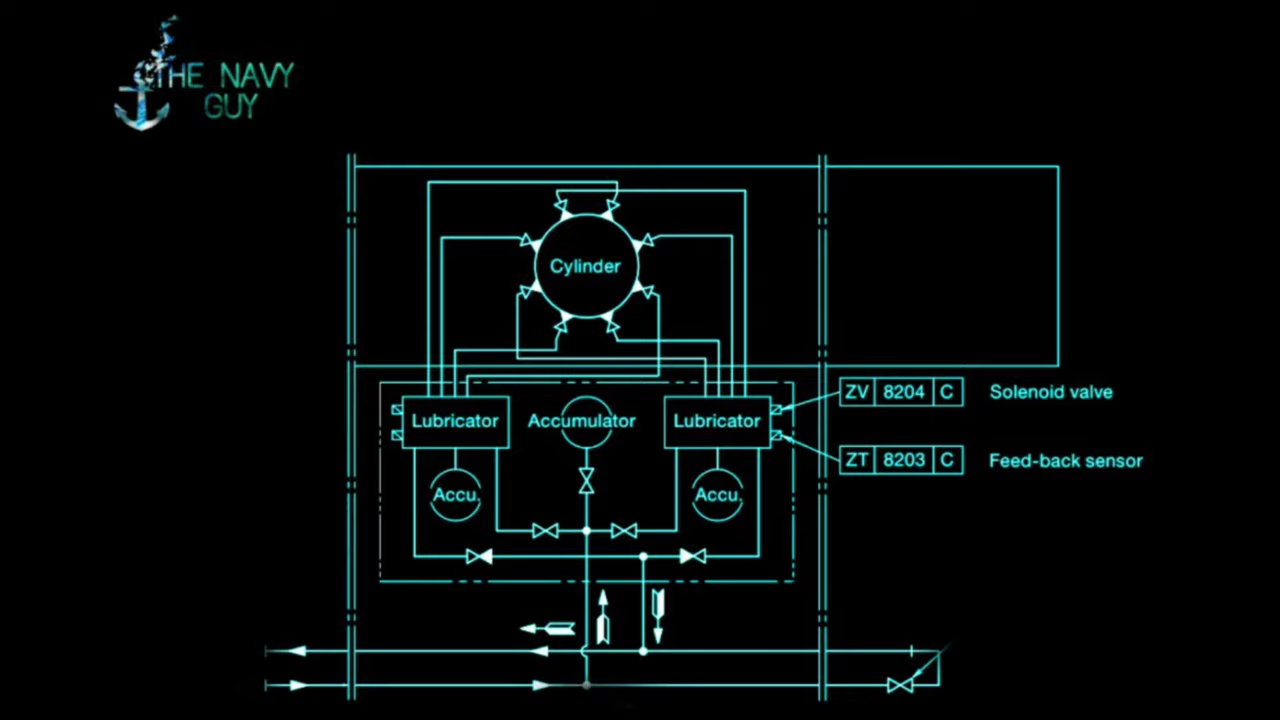 THE NAVY
GUY
Cylinder
ZV 8204 C Solenoid valve
Lubricator Accumulator Lubricator
ZT 8203 C Feed-back sensor
Accu. Accu.